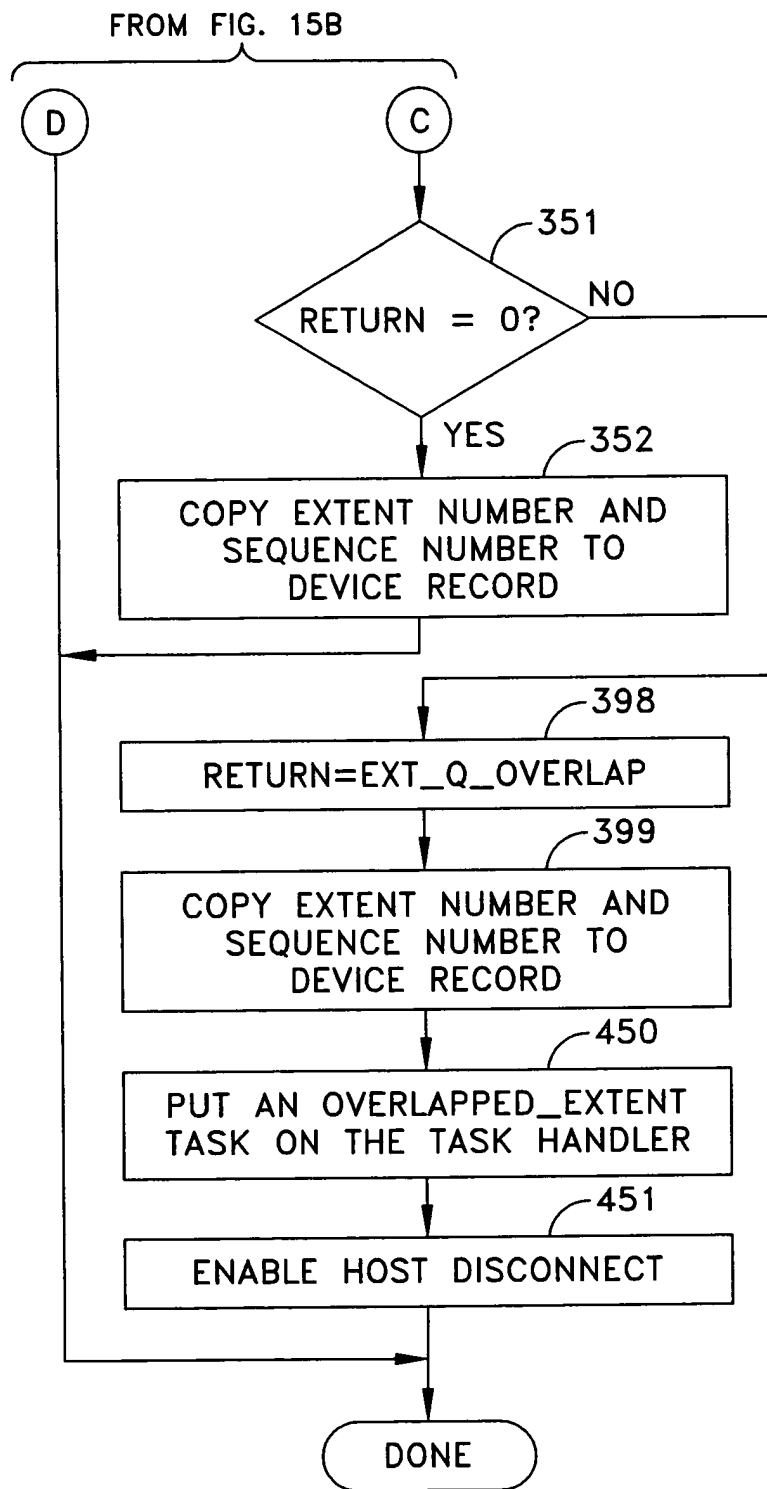 FROM FIG. 15B
D
C
351
RETURN = 0?
NO
YES
352
COPY EXTENT NUMBER AND
SEQUENCE NUMBER TO
DEVICE RECORD
398
RETURN=EXT_Q_OVERLAP
399
COPY EXTENT NUMBER AND
SEQUENCE NUMBER TO
DEVICE RECORD
450
PUT AN OVERLAPPED_EXTENT
TASK ON THE TASK HANDLER
451
ENABLE HOST DISCONNECT
DONE